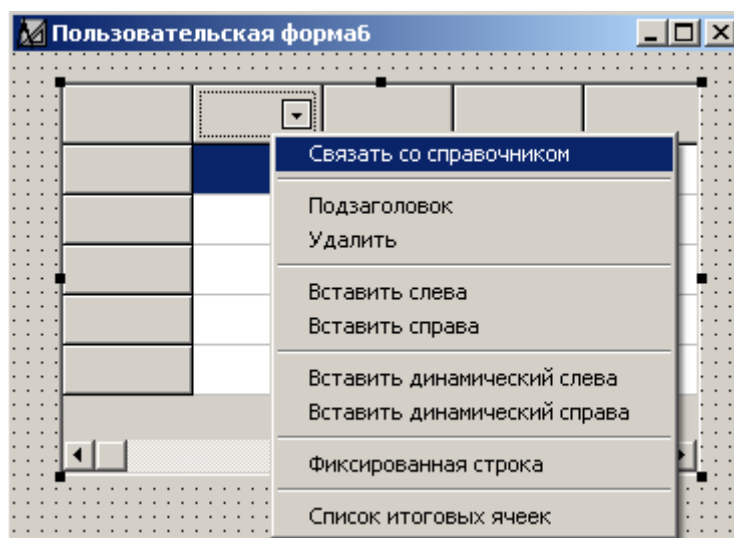 Пользовательская форма6
Связать со справочником
Подзаголовок
Удалить
Вставить слева
Вставить справа
Вставить динамический слева
Вставить динамический справа
Фиксированная строка
Список итоговых ячеек